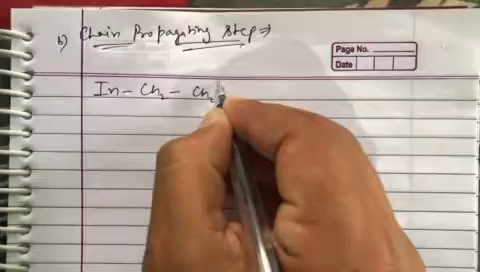 b) Chain Propagating Step ⇒
Page No.
Date
In - CH₂ - CH₂